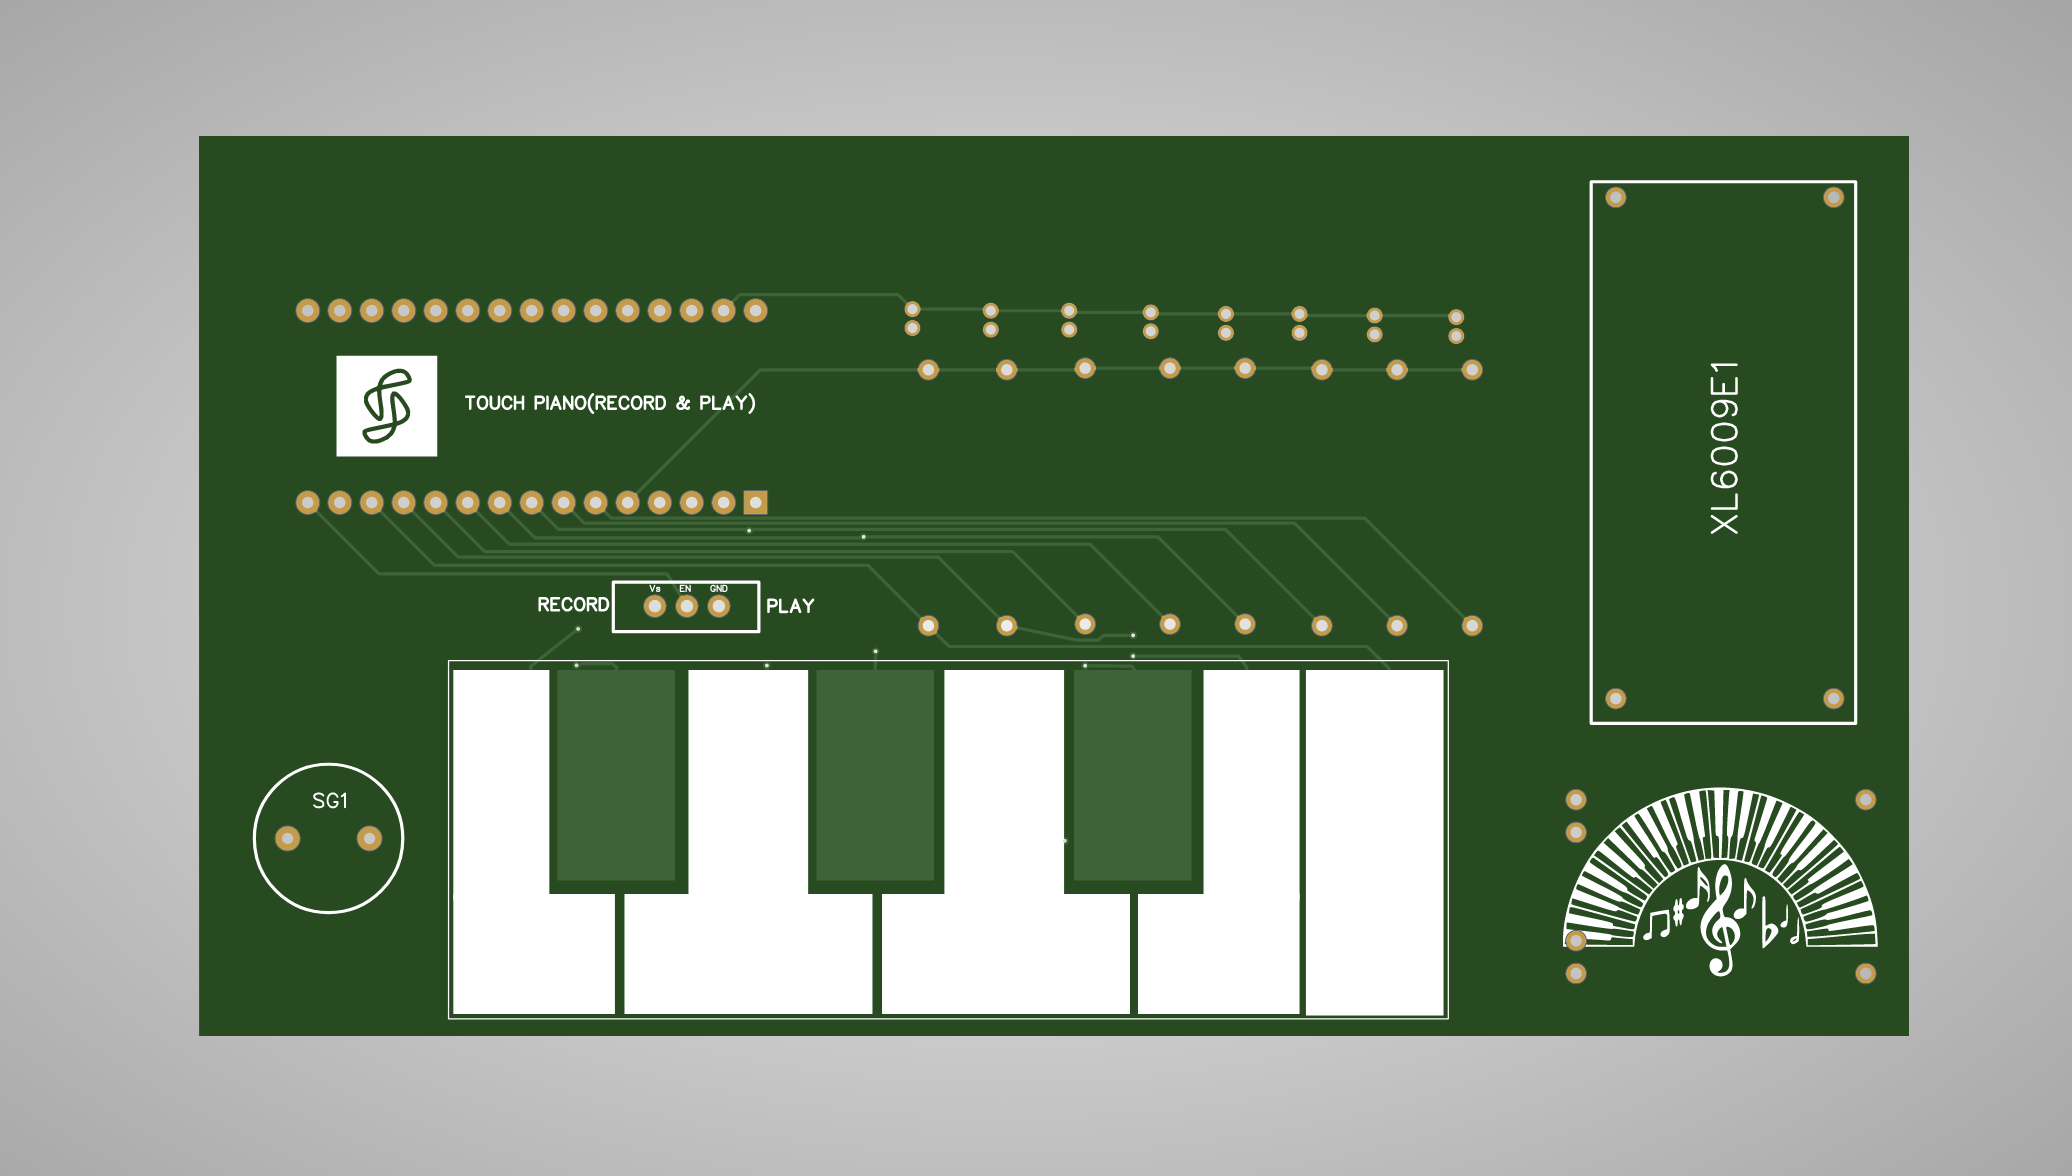 TOUCH PIANO(RECORD & PLAY)
XL6009E1
Vs EN GND
RECORD
PLAY
SG1